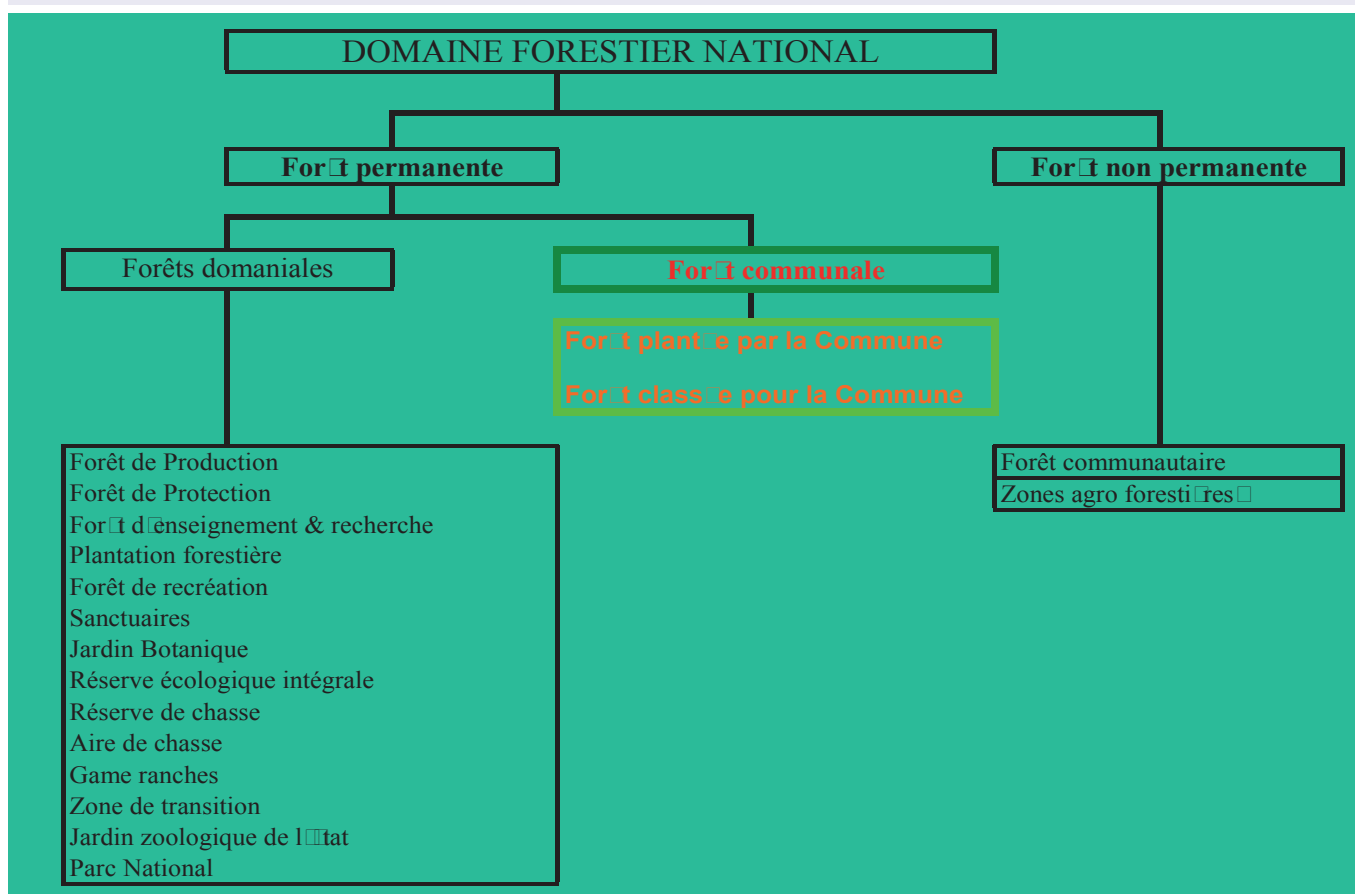 DOMAINE FORESTIER NATIONAL
For□t permanente
For□t non permanente
Forêts domaniales
For□t communale
For□t plant□e par la Commune
For□t class□e pour la Commune
Forêt de Production
Forêt de Protection
For□t d□enseignement & recherche
Plantation forestière
Forêt de recréation
Sanctuaires
Jardin Botanique
Réserve écologique intégrale
Réserve de chasse
Aire de chasse
Game ranches
Zone de transition
Jardin zoologique de l□□tat
Parc National
Forêt communautaire
Zones agro foresti□res□